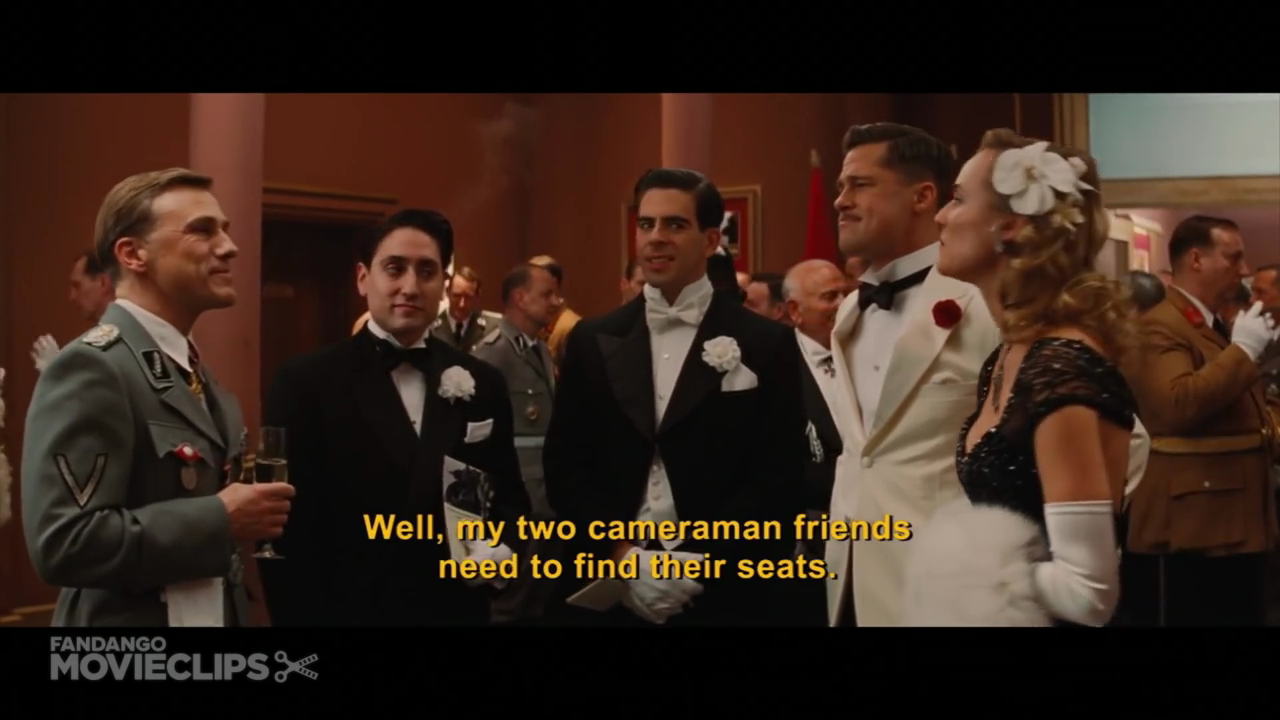 Well, my two cameraman friends
need to find their seats.
FANDANGO
MOVIECLIPS